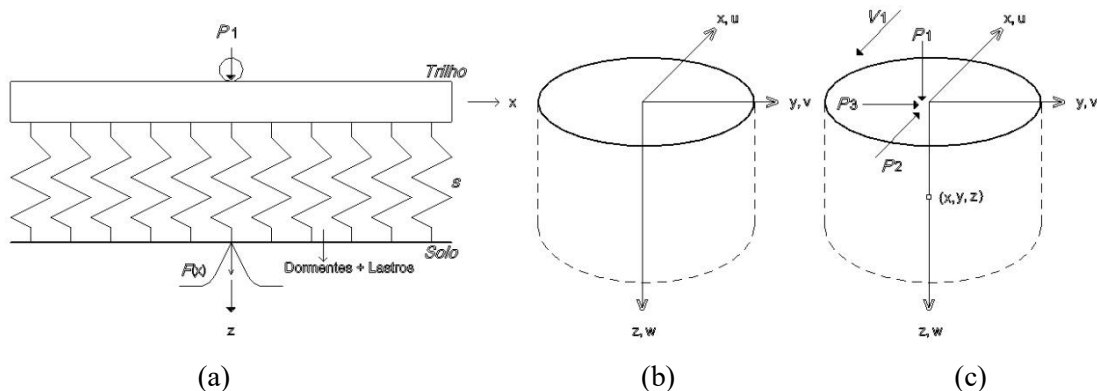 P1
Trilho
x
s
Solo
F(x)
Dormentes + Lastros
z
(a)
x, u
y, v
z, w
(b)
V1
x, u
P1
P3
y, v
P2
(x, y, z)
z, w
(c)